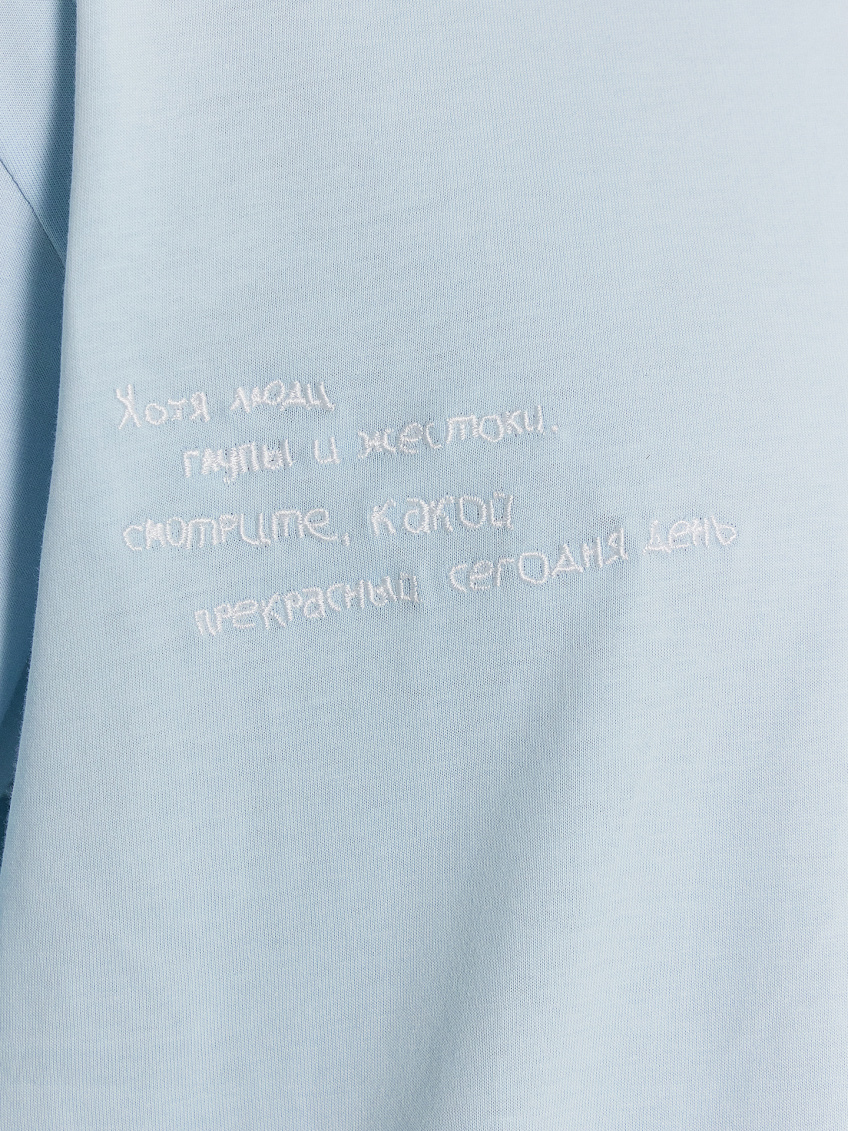 Хотя люди
глупы и жестоки.
смотрите, какой
прекрасный сегодня день